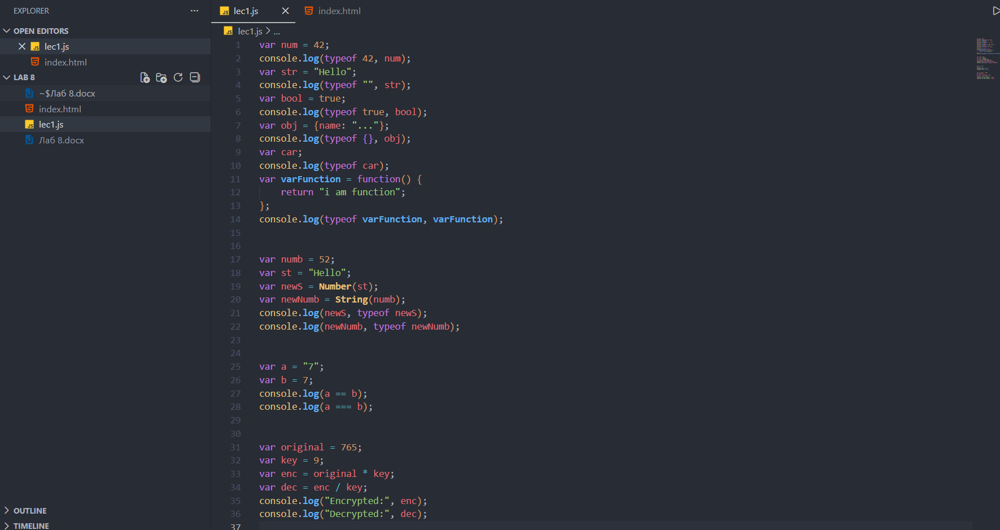 EXPLORER
...
OPEN EDITORS
lec1.js
index.html
LAB 8
~$Лаб 8.docx
index.html
lec1.js
Лаб 8.docx
OUTLINE
TIMELINE
lec1.js
index.html
lec1.js > ...
1 var num = 42;
2 console.log(typeof 42, num);
3 var str = "Hello";
4 console.log(typeof "", str);
5 var bool = true;
6 console.log(typeof true, bool);
7 var obj = {name: "..."};
8 console.log(typeof {}, obj);
9 var car;
10 console.log(typeof car);
11 var varFunction = function() {
12     return "i am function";
13 };
14 console.log(typeof varFunction, varFunction);
15
16
17 var numb = 52;
18 var st = "Hello";
19 var newS = Number(st);
20 var newNumb = String(numb);
21 console.log(newS, typeof newS);
22 console.log(newNumb, typeof newNumb);
23
24
25 var a = "7";
26 var b = 7;
27 console.log(a == b);
28 console.log(a === b);
29
30
31 var original = 765;
32 var key = 9;
33 var enc = original * key;
34 var dec = enc / key;
35 console.log("Encrypted:", enc);
36 console.log("Decrypted:", dec);
37